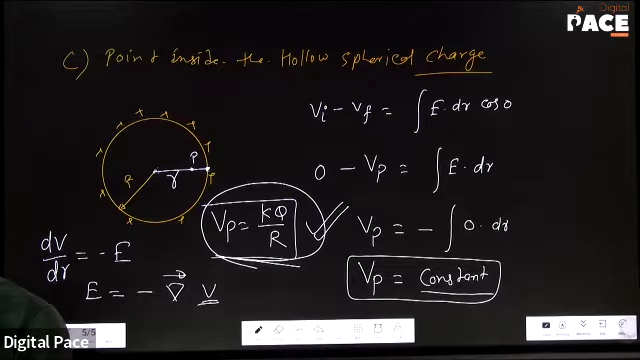 Digital
PACE
C) Point inside the Hollow spherical charge
Vi - Vf = ∫ E. dr cos 0
0 - Vp = ∫ E. dr
Vp = - ∫ 0. dr
Vp = Constant
R
r
P
Vp = kQ/R
dV/dr = - E
E = - ∇⃗ V
5/5
Digital Pace